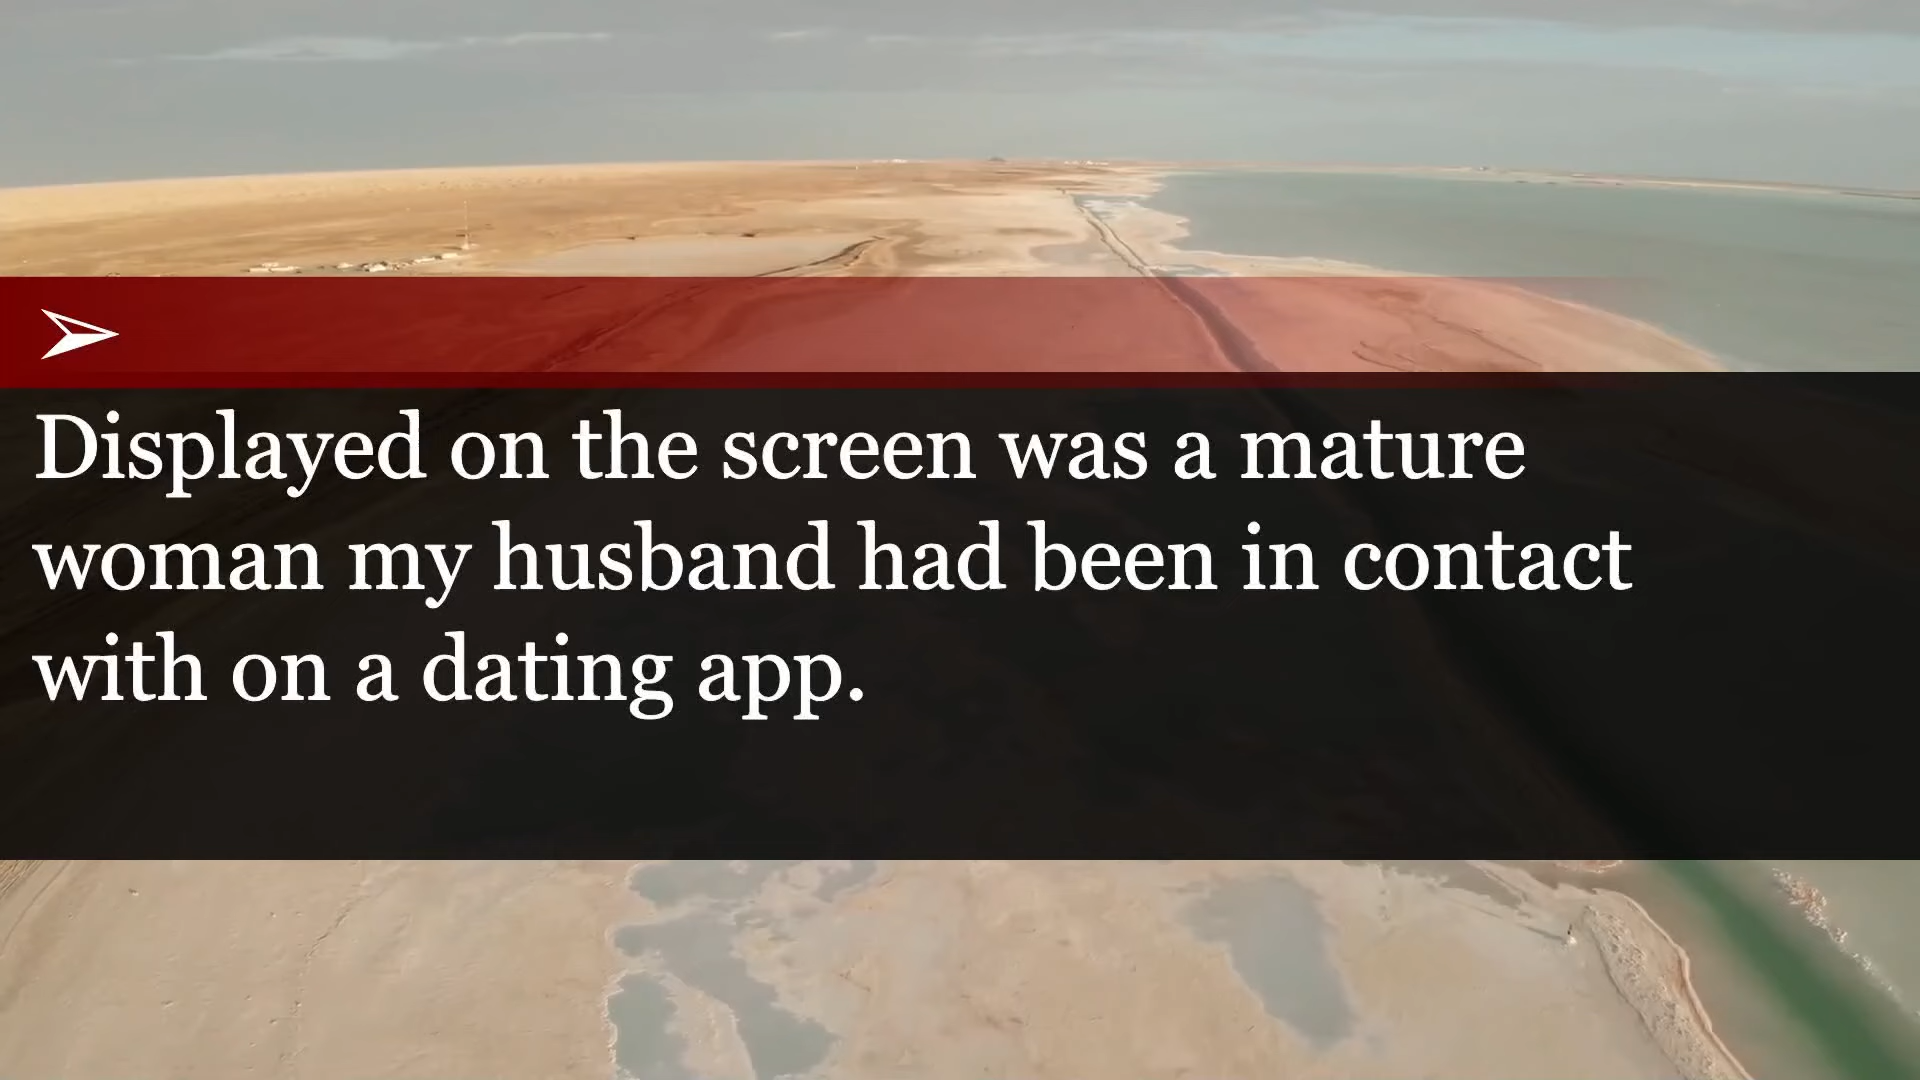 Displayed on the screen was a mature
woman my husband had been in contact
with on a dating app.